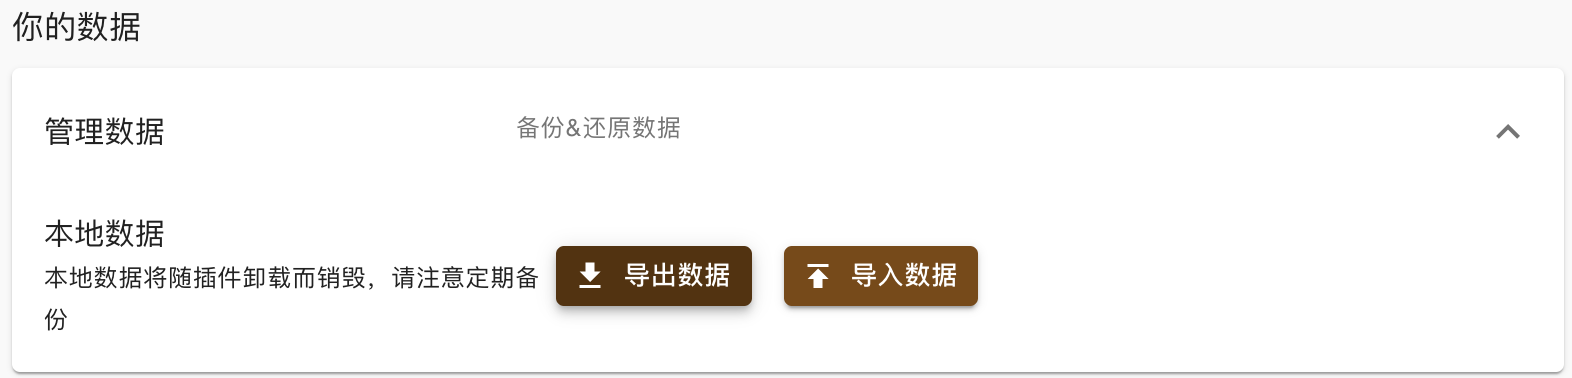 你的数据
管理数据
备份&还原数据
本地数据
本地数据将随插件卸载而销毁，请注意定期备
份
导出数据
导入数据